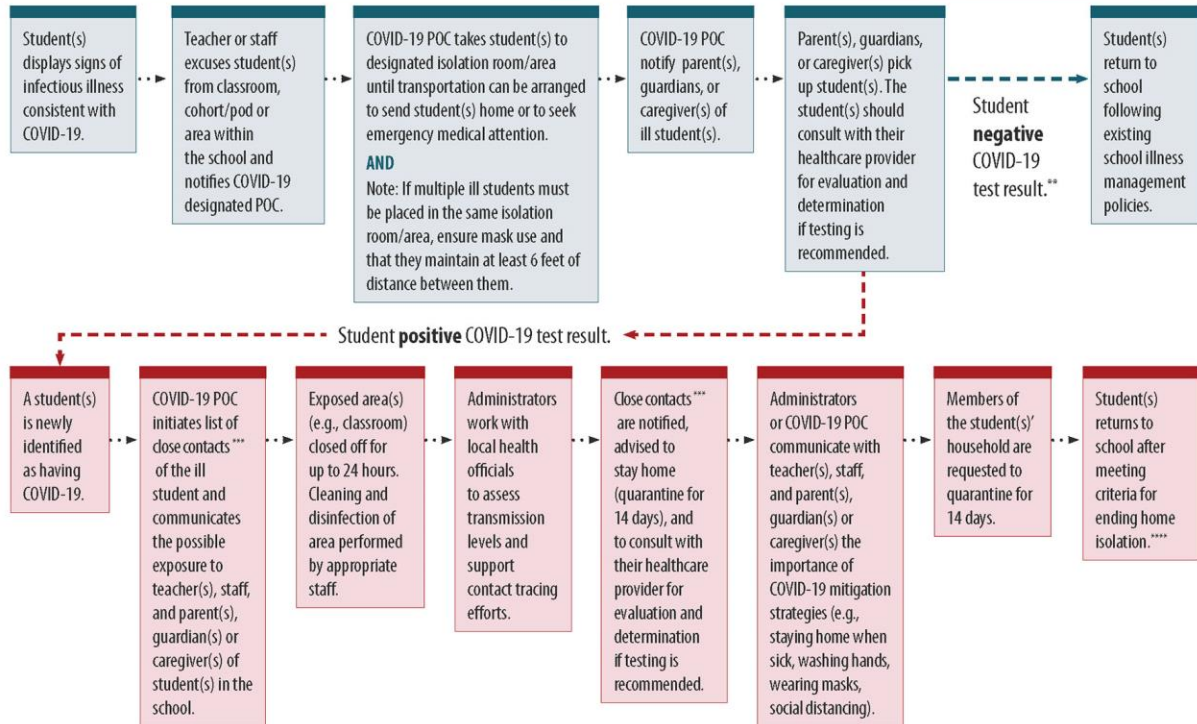 Student(s)
displays signs of
infectious illness
consistent with
COVID-19.
Teacher or staff
excuses student(s)
from classroom,
cohort/pod or
area within
the school and
notifies COVID-19
designated POC.
COVID-19 POC takes student(s) to
designated isolation room/area
until transportation can be arranged
to send student(s) home or to seek
emergency medical attention.
AND
Note: If multiple ill students must
be placed in the same isolation
room/area, ensure mask use and
that they maintain at least 6 feet of
distance between them.
COVID-19 POC
notify parent(s),
guardians, or
caregiver(s) of
ill student(s).
Parent(s), guardians,
or caregiver(s) pick
up student(s). The
student(s) should
consult with their
healthcare provider
for evaluation and
determination
if testing is
recommended.
Student
negative
COVID-19
test result.**
Student(s)
return to
school
following
existing
school illness
management
policies.
Student positive COVID-19 test result.
A student(s)
is newly
identified
as having
COVID-19.
COVID-19 POC
initiates list of
close contacts***
of the ill
student and
communicates
the possible
exposure to
teacher(s), staff,
and parent(s),
guardian(s) or
caregiver(s) of
student(s) in the
school.
Exposed area(s)
(e.g., classroom)
closed off for
up to 24 hours.
Cleaning and
disinfection of
area performed
by appropriate
staff.
Administrators
work with
local health
officials
to assess
transmission
levels and
support
contact tracing
efforts.
Close contacts***
are notified,
advised to
stay home
(quarantine for
14 days), and
to consult with
their healthcare
provider for
evaluation and
determination
if testing is
recommended.
Administrators
or COVID-19 POC
communicate with
teacher(s), staff,
and parent(s),
guardian(s) or
caregiver(s) the
importance of
COVID-19 mitigation
strategies (e.g.,
staying home when
sick, washing hands,
wearing masks,
social distancing).
Members of
the student(s)'
household are
requested to
quarantine for
14 days.
Student(s)
returns to
school after
meeting
criteria for
ending home
isolation.****